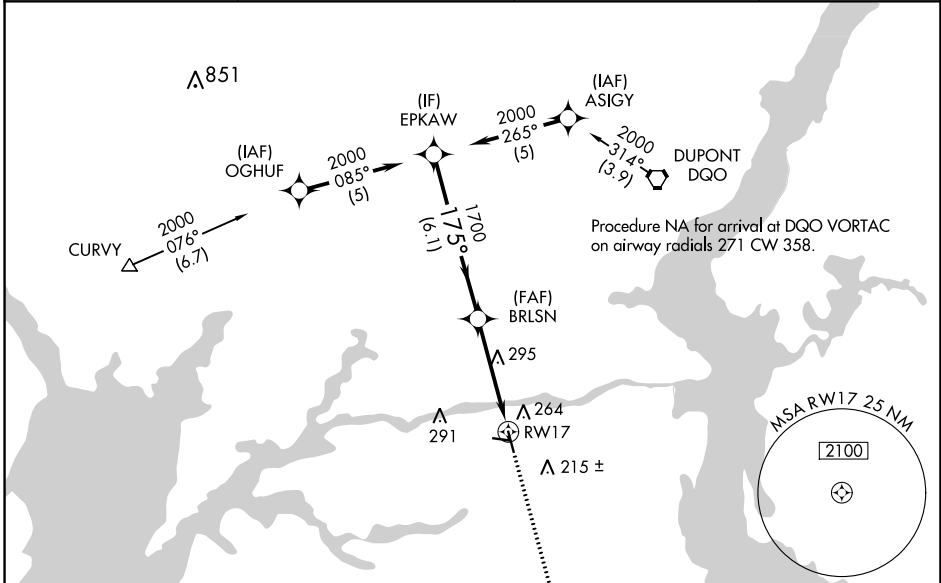 851
(IAF)
ASIGY
(IF)
EPKAW
2000
265°
(5)
2000
314°
(3.9)
DUPONT
DQO
(IAF)
OGHUF
2000
085°
(5)
2000
076°
(6.7)
CURVY
1700
175°
(6.1)
Procedure NA for arrival at DQO VORTAC
on airway radials 271 CW 358.
(FAF)
BRLSN
295
264
291
RW17
215 ±
MSA RW17 25 NM
2100